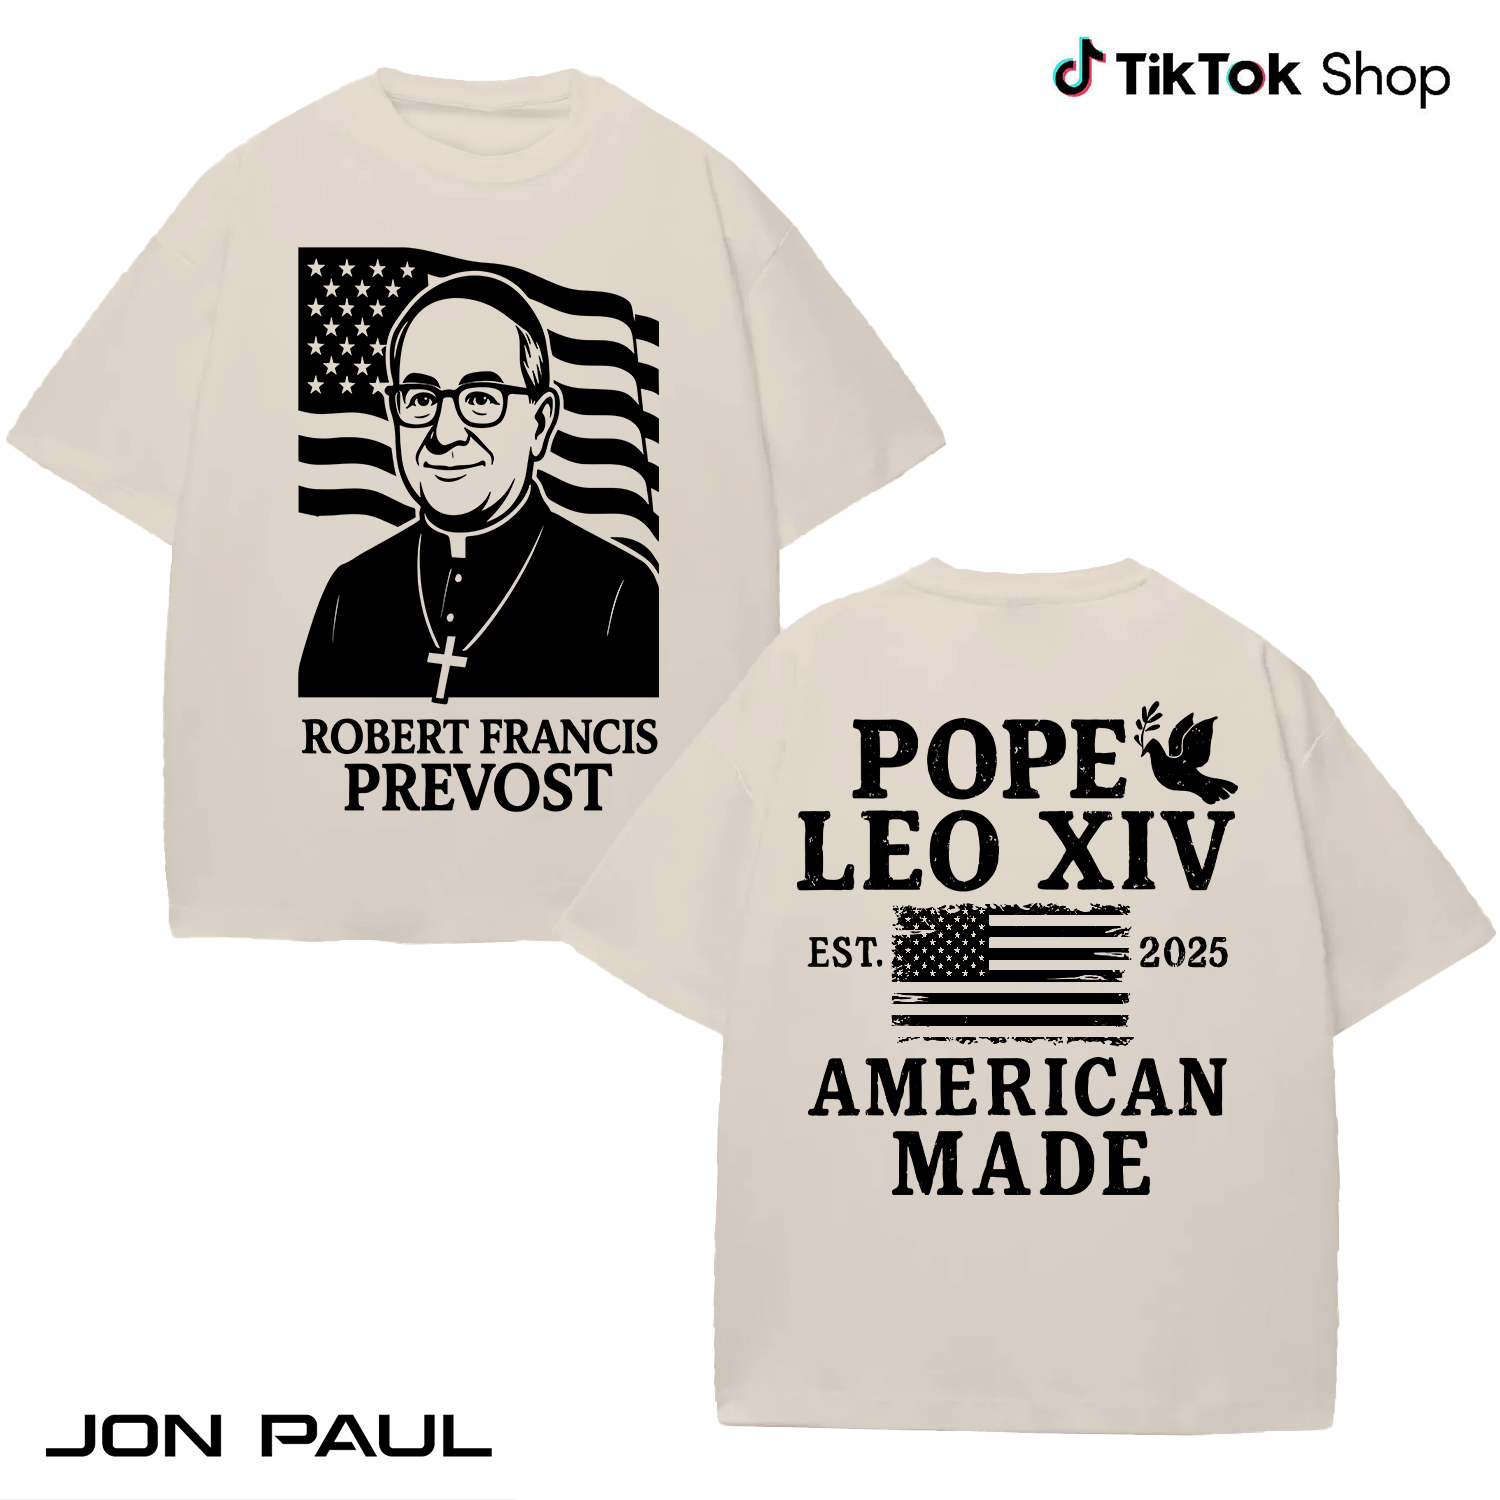 TikTok Shop
ROBERT FRANCIS
PREVOST
POPE
LEO XIV
EST. 2025
AMERICAN
MADE
JON PAUL